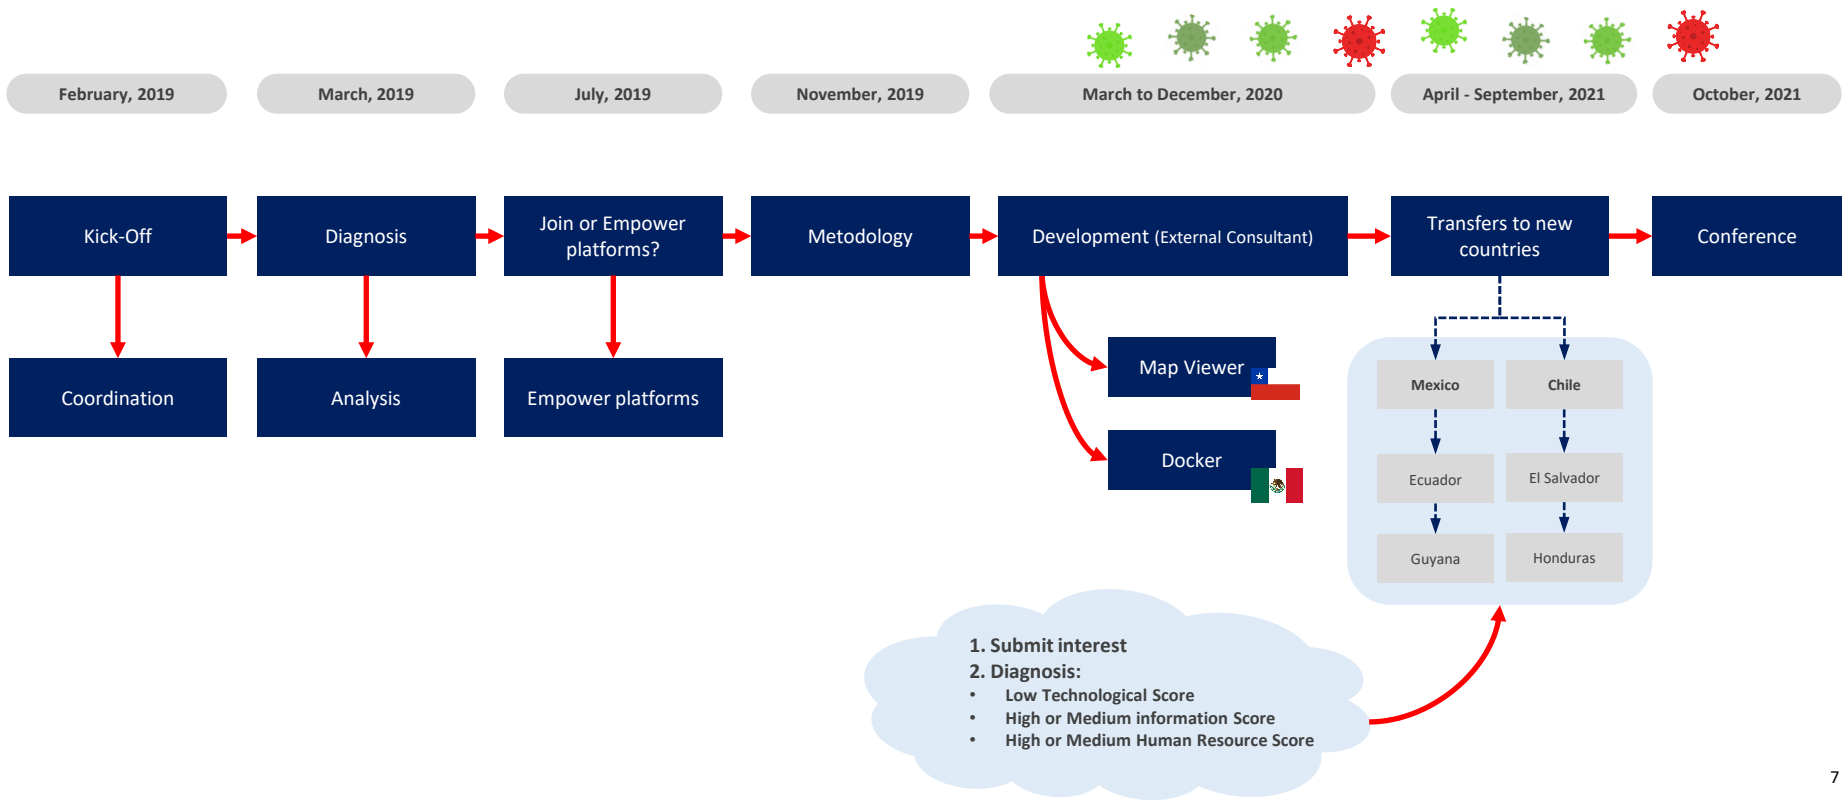 February, 2019
March, 2019
July, 2019
November, 2019
March to December, 2020
April - September, 2021
October, 2021
Kick-Off
Diagnosis
Join or Empower
platforms?
Metodology
Development (External Consultant)
Transfers to new
countries
Conference
Coordination
Analysis
Empower platforms
Map Viewer
Docker
Mexico
Chile
Ecuador
El Salvador
Guyana
Honduras
1. Submit interest
2. Diagnosis:
• Low Technological Score
• High or Medium information Score
• High or Medium Human Resource Score
7